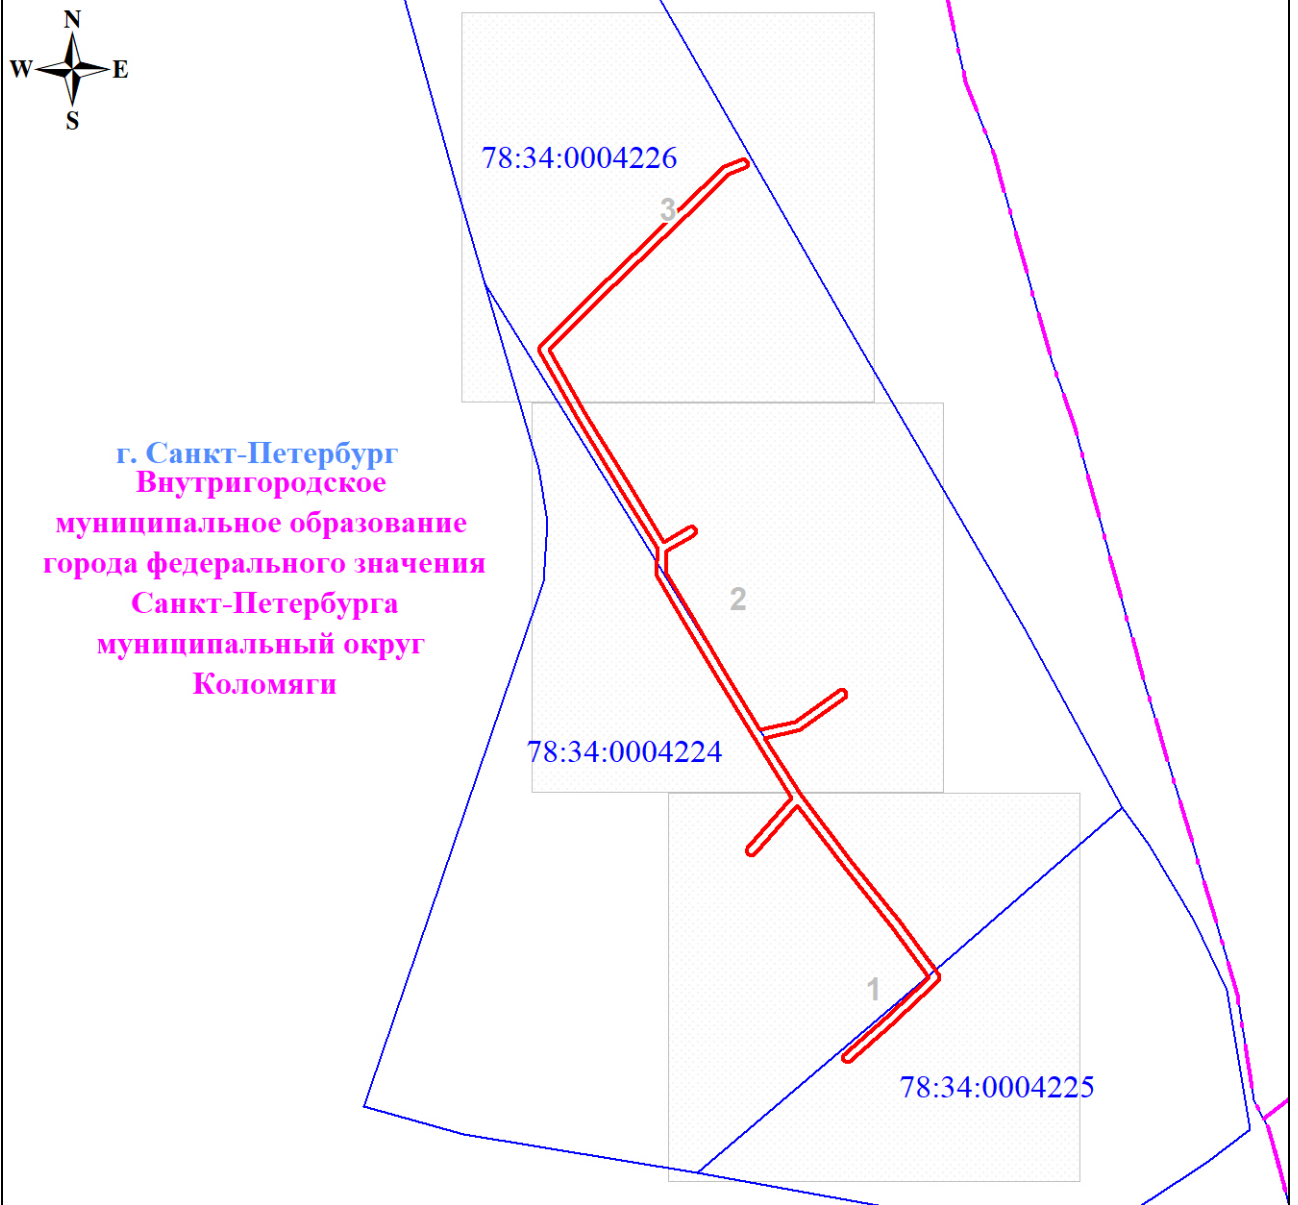 N
W E
S
78:34:0004226
3
г. Санкт-Петербург
Внутригородское
муниципальное образование
города федерального значения
Санкт-Петербурга
муниципальный округ
Коломяги
2
78:34:0004224
1
78:34:0004225